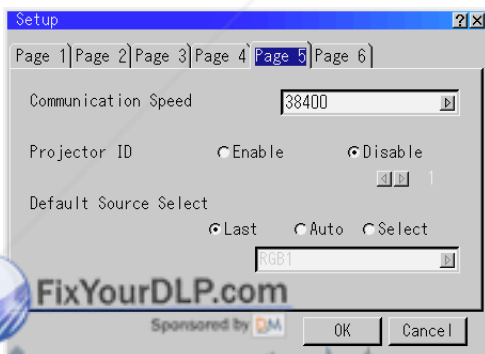 Setup ? ×
Page 1 Page 2 Page 3 Page 4 Page 5 Page 6
Communication Speed 38400
Projector ID Enable Disable
1
Default Source Select
Last Auto Select
RGB1
FixYourDLP.com
Sponsored by DM
OK Cancel